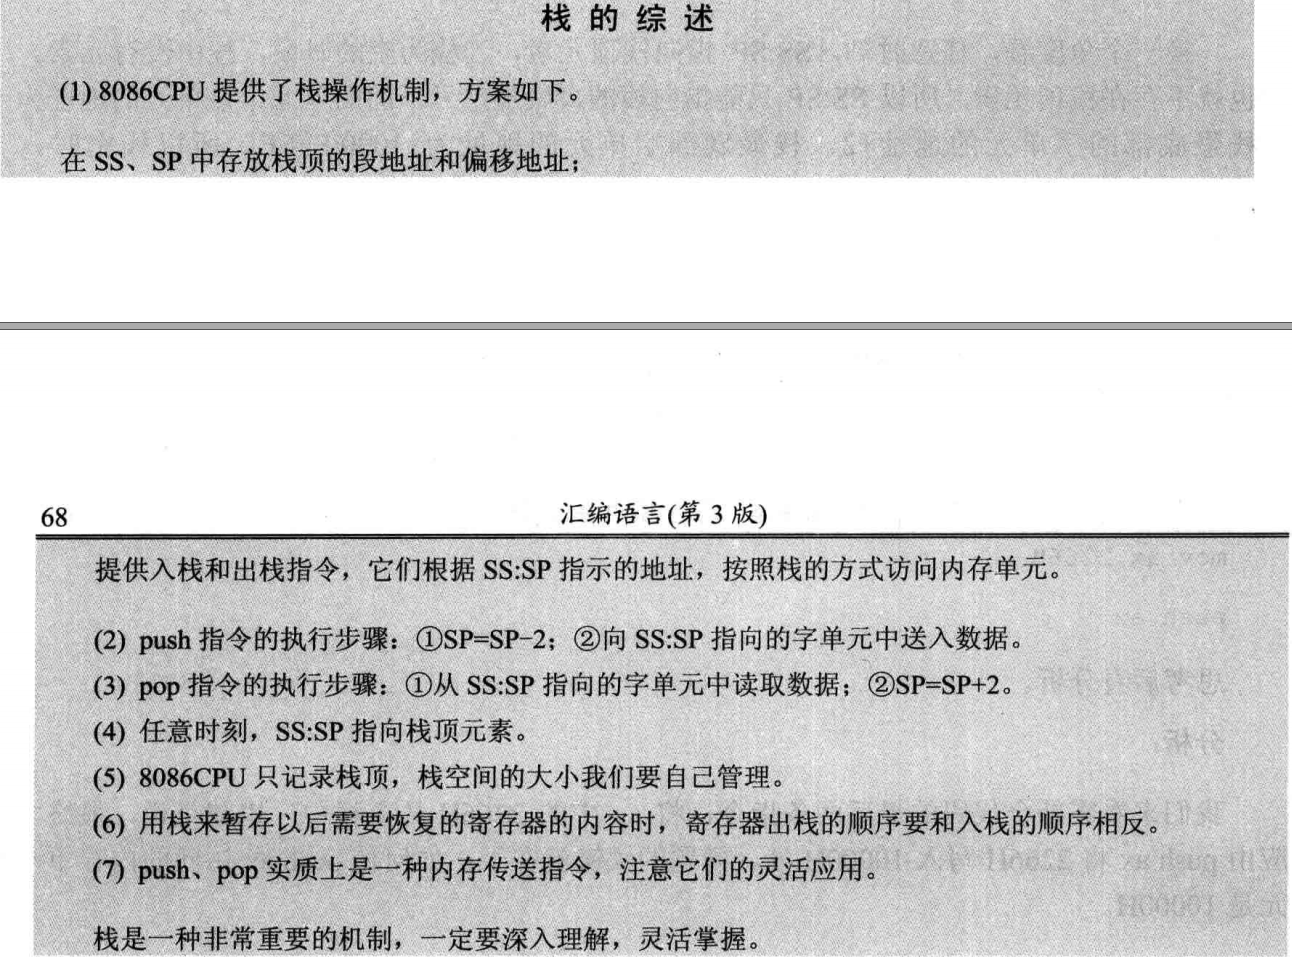 栈的综述
(1) 8086CPU 提供了栈操作机制，方案如下。
在 SS、SP 中存放栈顶的段地址和偏移地址；
68
汇编语言(第 3 版)
提供入栈和出栈指令，它们根据 SS:SP 指示的地址，按照栈的方式访问内存单元。
(2) push 指令的执行步骤：①SP=SP-2；②向 SS:SP 指向的字单元中送入数据。
(3) pop 指令的执行步骤：①从 SS:SP 指向的字单元中读取数据；②SP=SP+2。
(4) 任意时刻，SS:SP 指向栈顶元素。
(5) 8086CPU 只记录栈顶，栈空间的大小我们要自己管理。
(6) 用栈来暂存以后需要恢复的寄存器的内容时，寄存器出栈的顺序要和入栈的顺序相反。
(7) push、pop 实质上是一种内存传送指令，注意它们的灵活应用。
栈是一种非常重要的机制，一定要深入理解，灵活掌握。